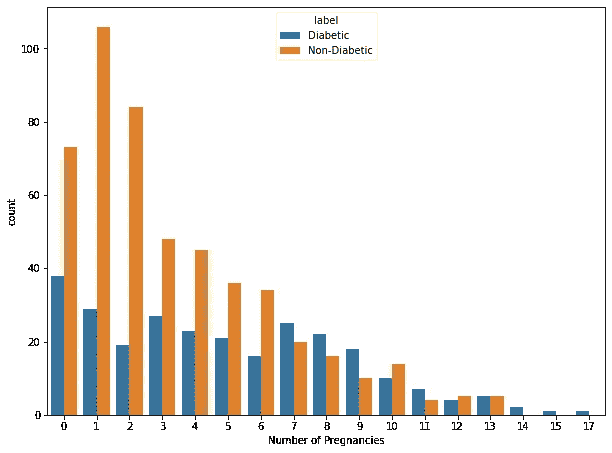 label
Diabetic
Non-Diabetic
100
80
60
40
20
0
count
0 1 2 3 4 5 6 7 8 9 10 11 12 13 14 15 17
Number of Pregnancies